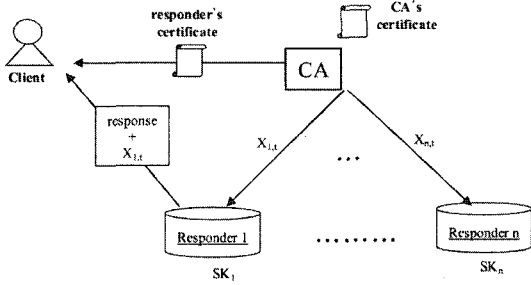 responder's
certificate
CA's
certificate
Client
CA
response
+
X1,t
X1,t
...
Xn,t
Responder 1
.........
Responder n
SK1
SKn